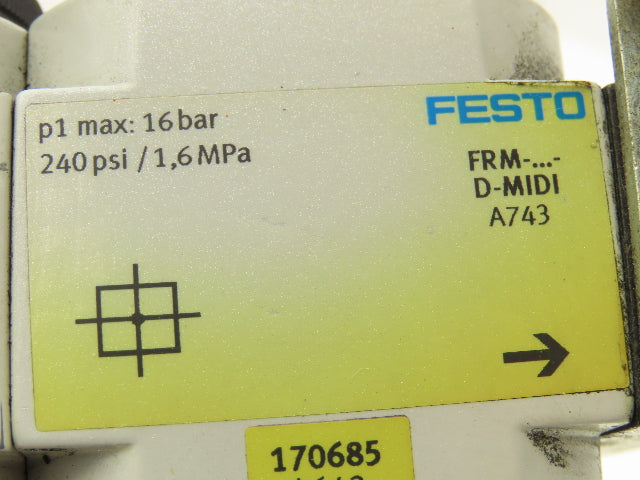 p1 max: 16 bar
240 psi / 1,6 MPa
FESTO
FRM-...-
D-MIDI
A743
170685